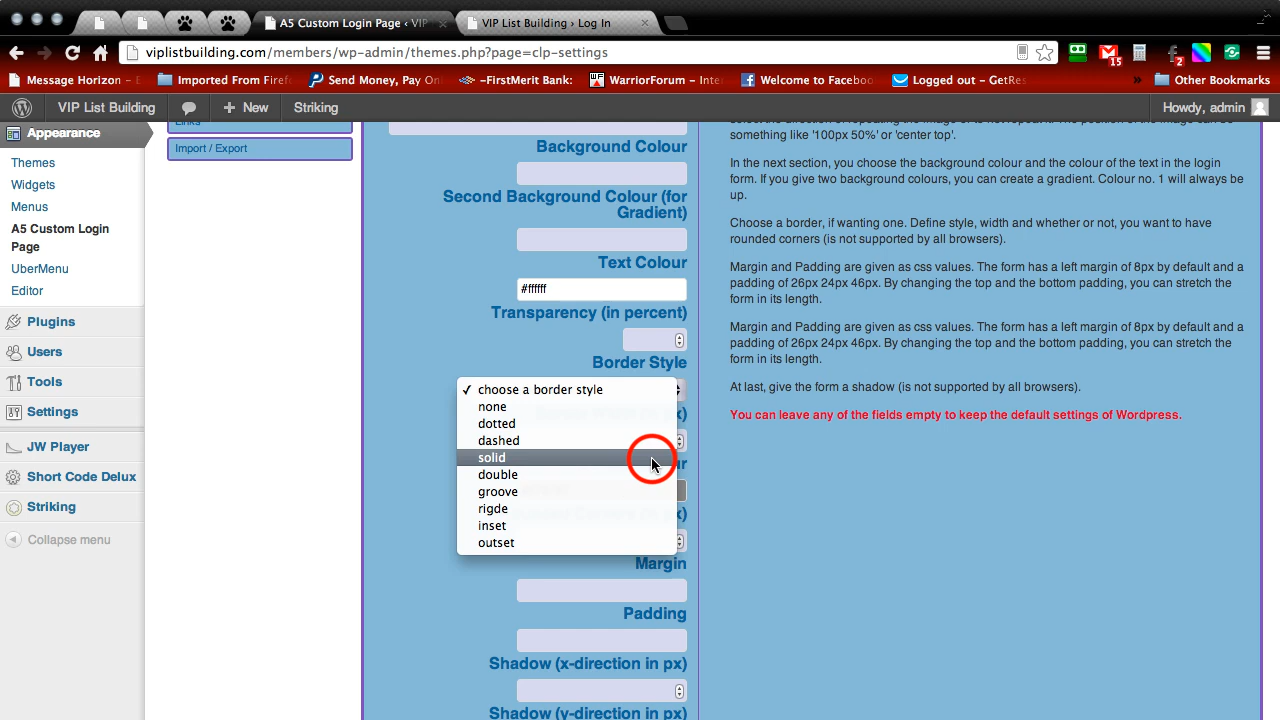 A5 Custom Login Page ‹ VIP
VIP List Building › Log In
viplistbuilding.com/members/wp-admin/themes.php?page=clp-settings
15
2
Message Horizon -
Imported From Firef
Send Money, Pay On
–FirstMerit Bank:
WarriorForum - Inte
Welcome to Faceboo
Logged out – GetRes
»
Other Bookmarks
VIP List Building
+ New
Striking
Howdy, admin
Appearance
Themes
Widgets
Menus
A5 Custom Login
Page
UberMenu
Editor
Plugins
Users
Tools
Settings
JW Player
Short Code Delux
Striking
Collapse menu
Links
Import / Export
Background Colour
Second Background Colour (for
Gradient)
Text Colour
#ffffff
Transparency (in percent)
Border Style
✓ choose a border style
none
dotted
dashed
solid
double
groove
rigde
inset
outset
Margin
Padding
Shadow (x-direction in px)
Shadow (y-direction in px)
something like '100px 50%' or 'center top'.
In the next section, you choose the background colour and the colour of the text in the login
form. If you give two background colours, you can create a gradient. Colour no. 1 will always be
up.
Choose a border, if wanting one. Define style, width and whether or not, you want to have
rounded corners (is not supported by all browsers).
Margin and Padding are given as css values. The form has a left margin of 8px by default and a
padding of 26px 24px 46px. By changing the top and the bottom padding, you can stretch the
form in its length.
Margin and Padding are given as css values. The form has a left margin of 8px by default and a
padding of 26px 24px 46px. By changing the top and the bottom padding, you can stretch the
form in its length.
At last, give the form a shadow (is not supported by all browsers).
You can leave any of the fields empty to keep the default settings of Wordpress.